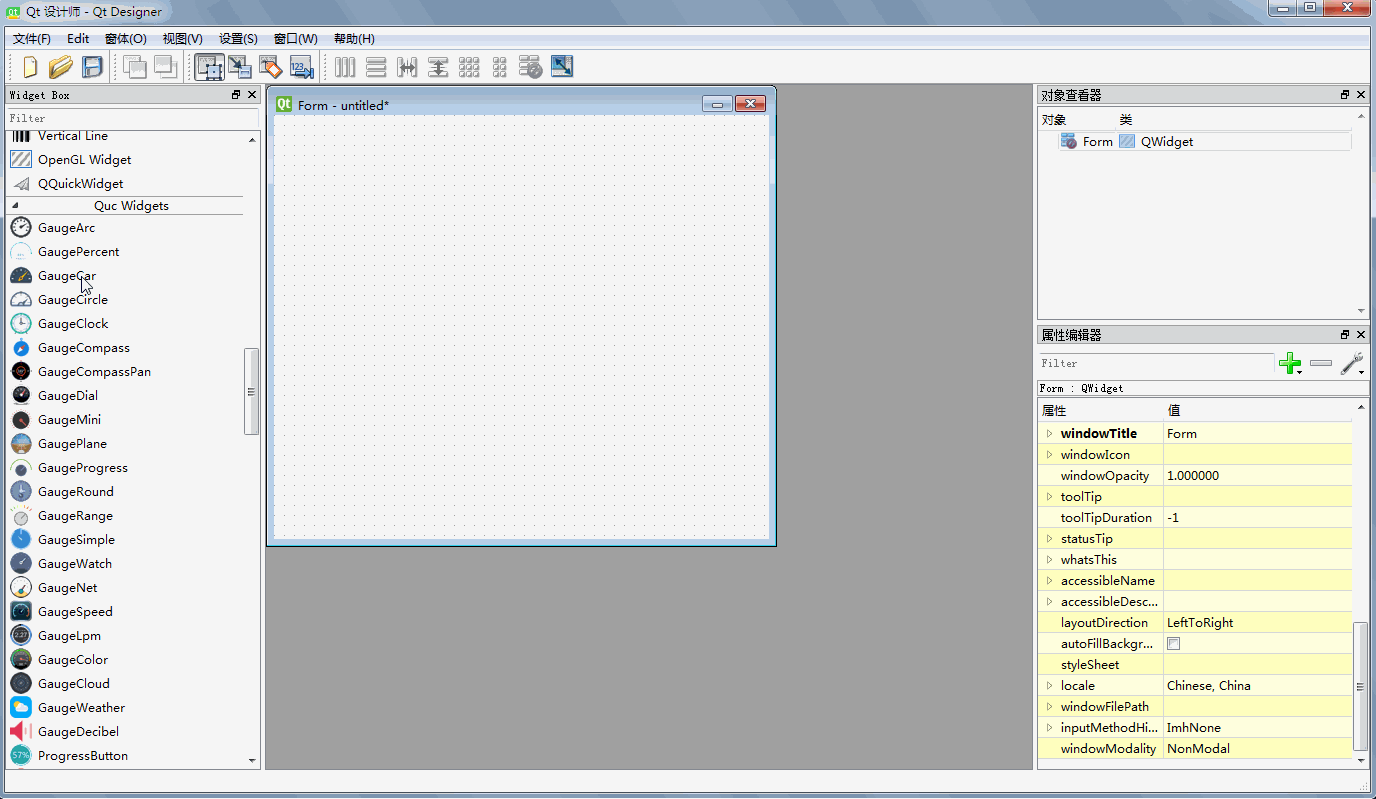 Qt 设计师 - Qt Designer
文件(F) Edit 窗体(O) 视图(V) 设置(S) 窗口(W) 帮助(H)
123
Widget Box
Filter
Vertical Line
OpenGL Widget
QQuickWidget
Quc Widgets
GaugeArc
GaugePercent
GaugeCar
GaugeCircle
GaugeClock
GaugeCompass
GaugeCompassPan
GaugeDial
GaugeMini
GaugePlane
GaugeProgress
GaugeRound
GaugeRange
GaugeSimple
GaugeWatch
GaugeNet
GaugeSpeed
2.27 GaugeLpm
GaugeColor
GaugeCloud
GaugeWeather
GaugeDecibel
57% ProgressButton
Qt Form - untitled*
对象查看器
对象 类
Form QWidget
属性编辑器
Filter
Form : QWidget
属性 值
windowTitle Form
windowIcon
windowOpacity 1.000000
toolTip
toolTipDuration -1
statusTip
whatsThis
accessibleName
accessibleDesc...
layoutDirection LeftToRight
autoFillBackgr...
styleSheet
locale Chinese, China
windowFilePath
inputMethodHi... ImhNone
windowModality NonModal